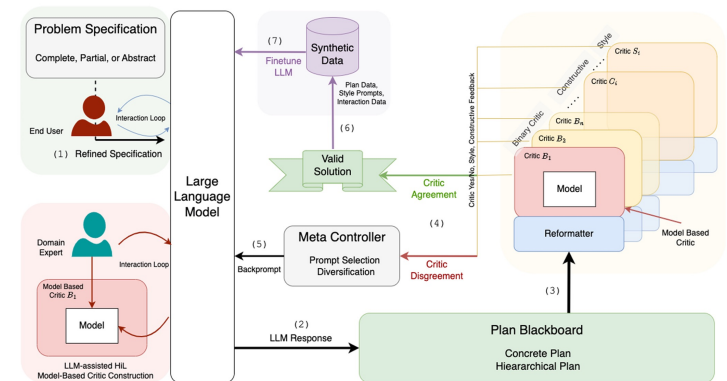 Problem Specification
Complete, Partial, or Abstract
End User
Interaction Loop
(1) Refined Specification
Domain
Expert
Interaction Loop
Model Based
Critic B₁
Model
LLM-assisted HiL
Model-Based Critic Construction
Large
Language
Model
(7)
Finetune
LLM
Synthetic
Data
Plan Data,
Style Prompts,
Interaction Data
(6)
Valid
Solution
Critic
Agreement
(5)
Backprompt
Meta Controller
Prompt Selection
Diversification
(4)
Critic
Disgreement
Critic Yes/No, Style, Constructive Feedback
(2)
LLM Response
(3)
Plan Blackboard
Concrete Plan
Hieararchical Plan
Binary Critic
Constructive
Style
Critic Sᵢ
Critic Cᵢ
Critic Bₙ
Critic B₂
Critic B₁
Model
Reformatter
Model Based
Critic